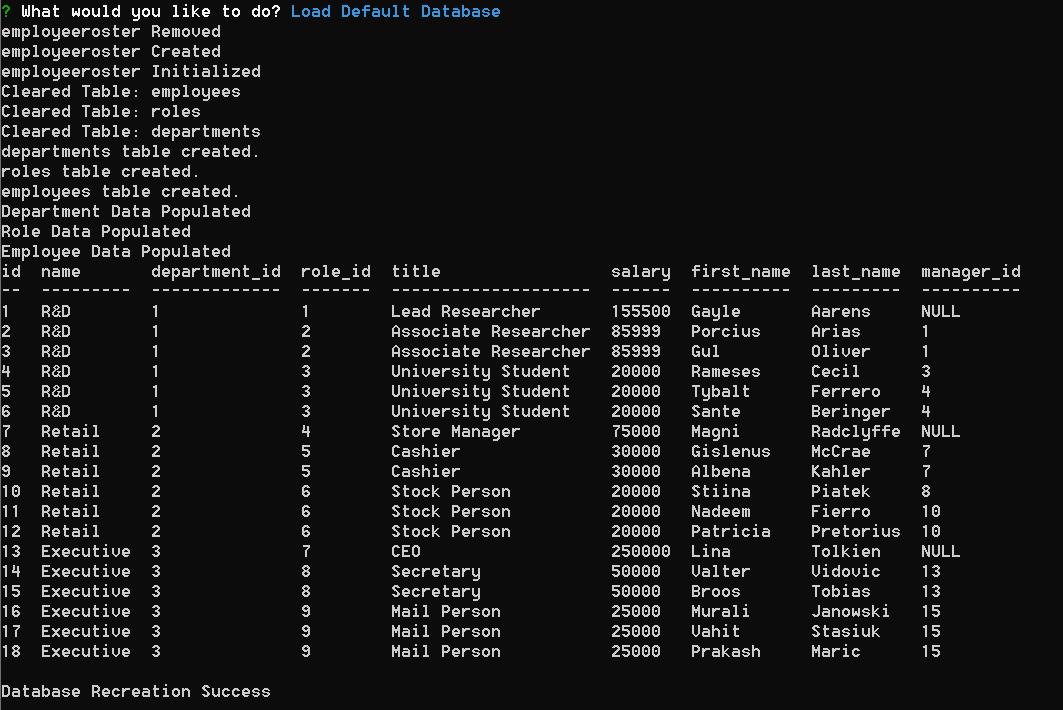 ? What would you like to do? Load Default Database
employeeroster Removed
employeeroster Created
employeeroster Initialized
Cleared Table: employees
Cleared Table: roles
Cleared Table: departments
departments table created.
roles table created.
employees table created.
Department Data Populated
Role Data Populated
Employee Data Populated
id  name       department_id  role_id  title                 salary  first_name  last_name  manager_id
--  ---------  -------------  -------  --------------------  ------  ----------  ---------  ----------
1   R&D        1              1        Lead Researcher       155500  Gayle       Aarens     NULL
2   R&D        1              2        Associate Researcher  85999   Porcius     Arias      1
3   R&D        1              2        Associate Researcher  85999   Gul         Oliver     1
4   R&D        1              3        University Student    20000   Rameses     Cecil      3
5   R&D        1              3        University Student    20000   Tybalt      Ferrero    4
6   R&D        1              3        University Student    20000   Sante       Beringer   4
7   Retail     2              4        Store Manager         75000   Magni       Radclyffe  NULL
8   Retail     2              5        Cashier               30000   Gislenus    McCrae     7
9   Retail     2              5        Cashier               30000   Albena      Kahler     7
10  Retail     2              6        Stock Person          20000   Stiina      Piatek     8
11  Retail     2              6        Stock Person          20000   Nadeem      Fierro     10
12  Retail     2              6        Stock Person          20000   Patricia    Pretorius  10
13  Executive  3              7        CEO                   250000  Lina        Tolkien    NULL
14  Executive  3              8        Secretary             50000   Valter      Vidovic    13
15  Executive  3              8        Secretary             50000   Broos       Tobias     13
16  Executive  3              9        Mail Person           25000   Murali      Janowski   15
17  Executive  3              9        Mail Person           25000   Vahit       Stasiuk    15
18  Executive  3              9        Mail Person           25000   Prakash     Maric      15
Database Recreation Success